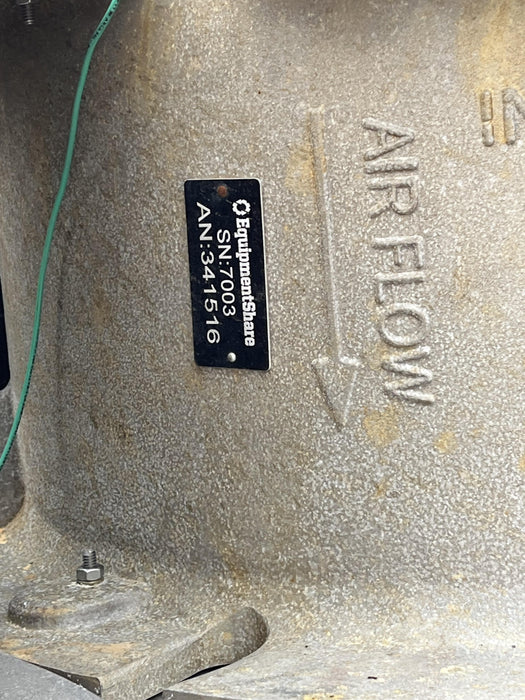 EquipmentShare
SN:7003
AN:341516
AIR FLOW